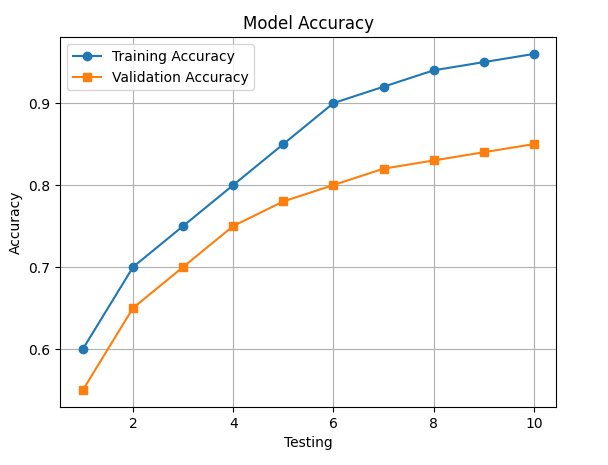 Model Accuracy
Training Accuracy
Validation Accuracy
0.9
0.8
0.7
0.6
Accuracy
2 4 6 8 10
Testing